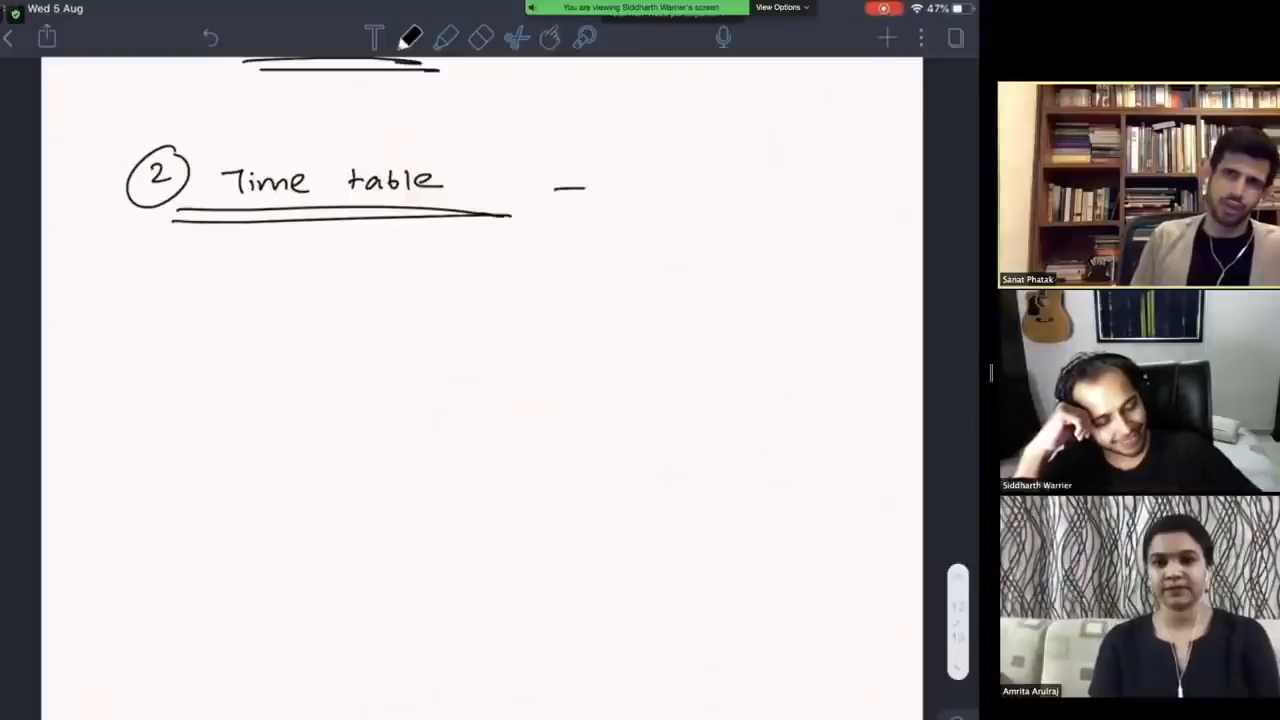 Wed 5 Aug
You are viewing Siddharth Warrier's screen
View Options
47%
② Time table —
Sanat Phatak
Siddharth Warrier
Amrita Arulraj